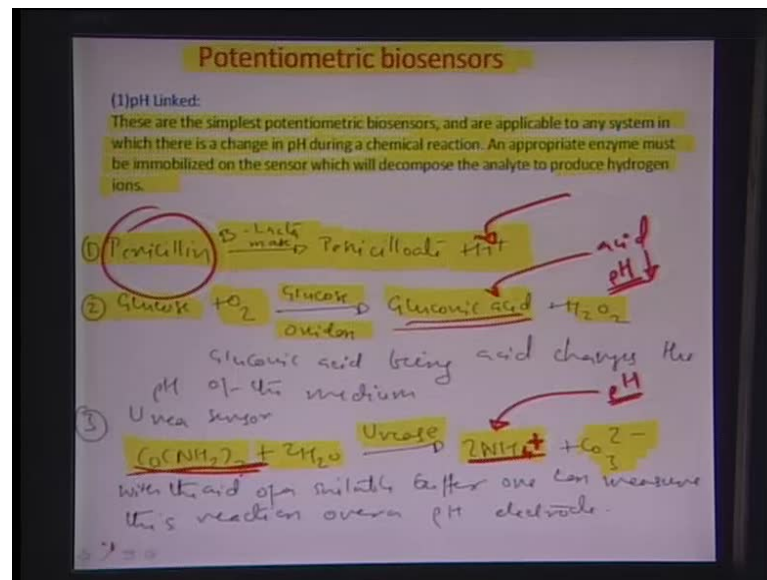 Potentiometric biosensors
(1)pH Linked:
These are the simplest potentiometric biosensors, and are applicable to any system in
which there is a change in pH during a chemical reaction. An appropriate enzyme must
be immobilized on the sensor which will decompose the analyte to produce hydrogen
ions.
① Penicillin B-Lacta mase → Penicilloate + H+
acid
pH ↓
② Glucose + O2 Glucose → Gluconic acid + H2O2
Gluconic acid being acid changes the
pH of the medium
pH
③ Urea sensor
CO(NH2)2 + 2H2O Urease → 2NH4+ + CO3 2-
with the aid of a suitable buffer one can measure
this reaction over a pH electrode.